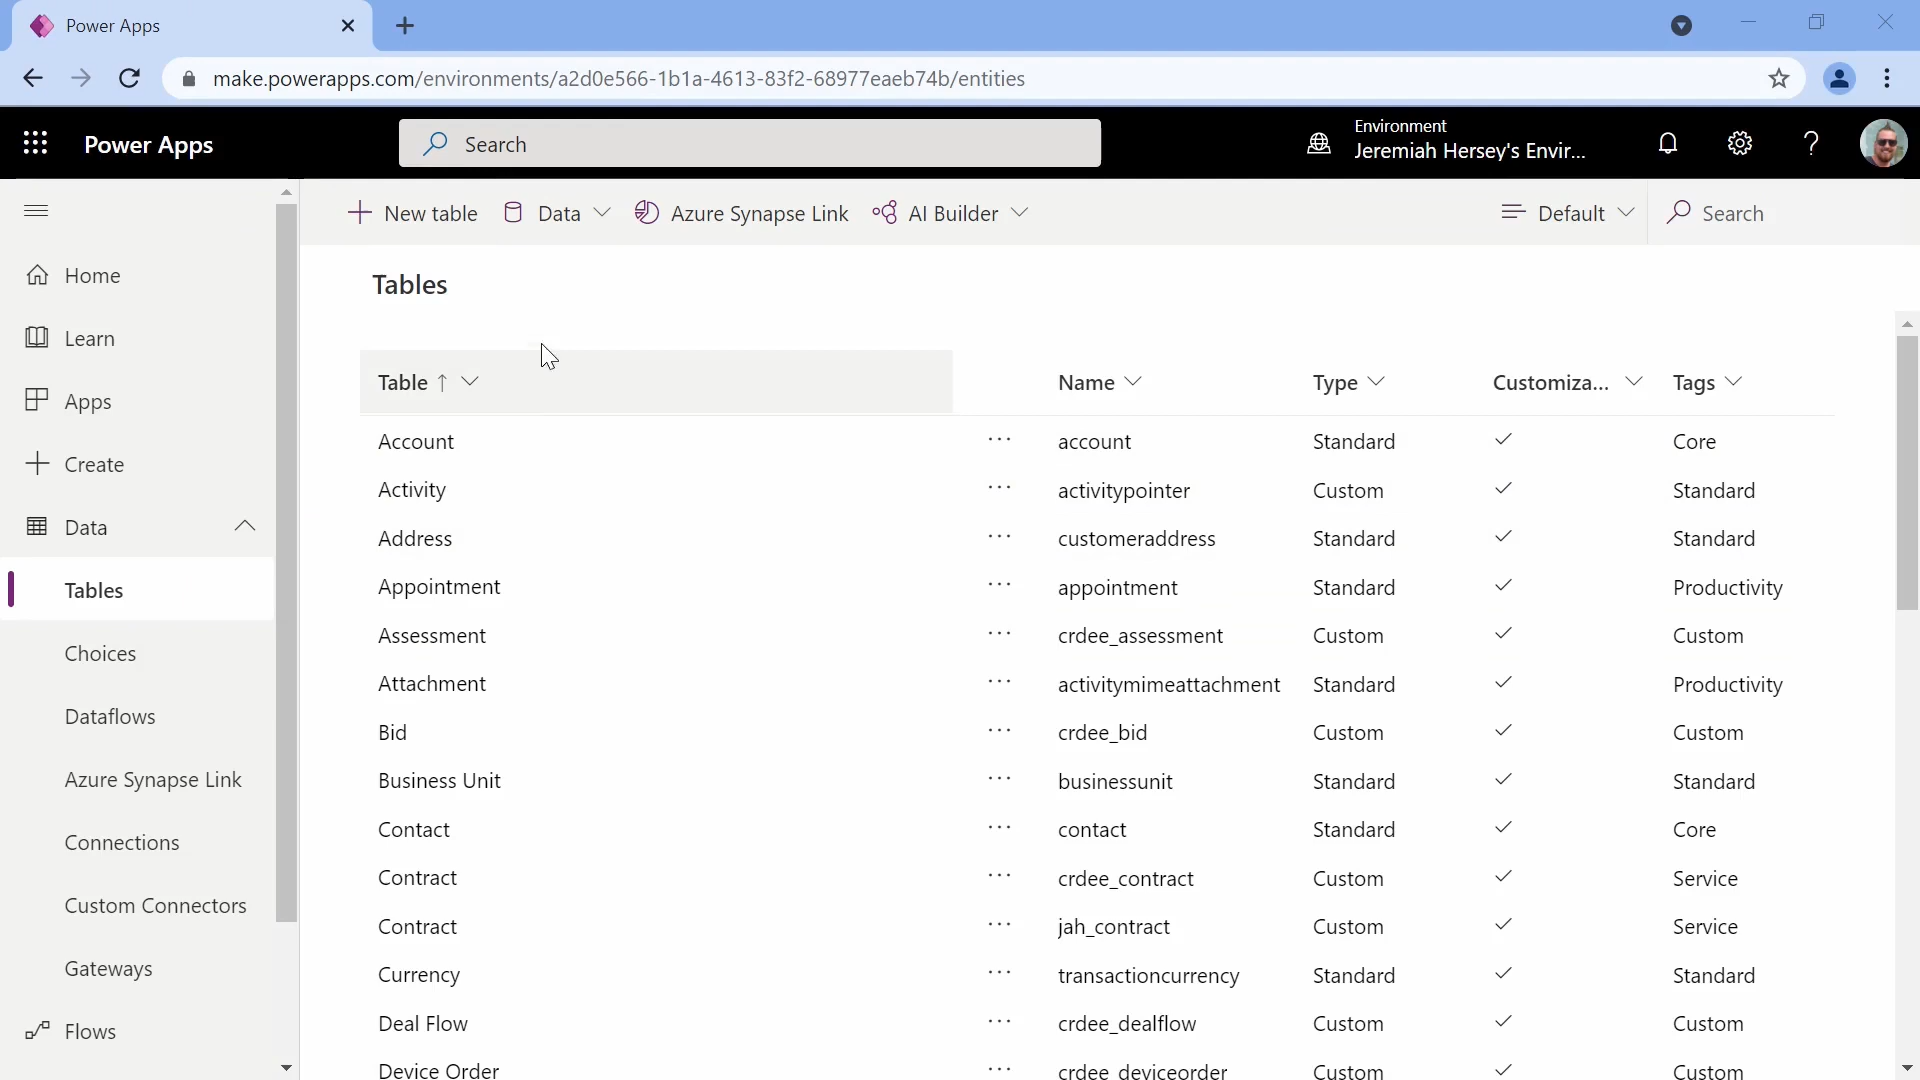 Power Apps
make.powerapps.com/environments/a2d0e566-1b1a-4613-83f2-68977eaeb74b/entities
Power Apps
Search
Environment
Jeremiah Hersey's Envir...
New table
Data
Azure Synapse Link
AI Builder
Default
Search
Home
Learn
Apps
Create
Data
Tables
Choices
Dataflows
Azure Synapse Link
Connections
Custom Connectors
Gateways
Flows
Tables
Table Name Type Customiza... Tags
Account ... account Standard Core
Activity ... activitypointer Custom Standard
Address ... customeraddress Standard Standard
Appointment ... appointment Standard Productivity
Assessment ... crdee_assessment Custom Custom
Attachment ... activitymimeattachment Standard Productivity
Bid ... crdee_bid Custom Custom
Business Unit ... businessunit Standard Standard
Contact ... contact Standard Core
Contract ... crdee_contract Custom Service
Contract ... jah_contract Custom Service
Currency ... transactioncurrency Standard Standard
Deal Flow ... crdee_dealflow Custom Custom
Device Order ... crdee_deviceorder Custom Custom